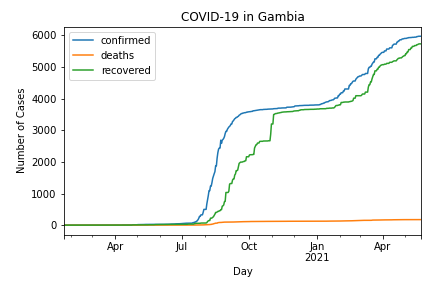 COVID-19 in Gambia
confirmed
deaths
recovered
6000
5000
4000
3000
2000
1000
0
Number of Cases
Apr
Jul
Oct
Jan
2021
Apr
Day